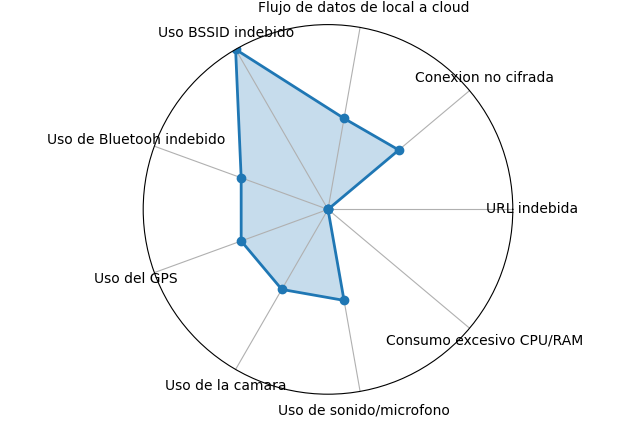 Flujo de datos de local a cloud
Uso BSSID indebido
Conexion no cifrada
Uso de Bluetooh indebido
URL indebida
Uso del GPS
Consumo excesivo CPU/RAM
Uso de la camara
Uso de sonido/microfono